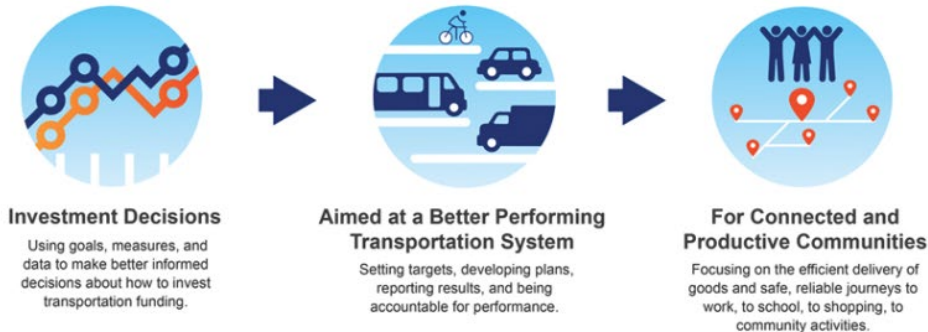 Investment Decisions
Using goals, measures, and
data to make better informed
decisions about how to invest
transportation funding.
Aimed at a Better Performing
Transportation System
Setting targets, developing plans,
reporting results, and being
accountable for performance.
For Connected and
Productive Communities
Focusing on the efficient delivery of
goods and safe, reliable journeys to
work, to school, to shopping, to
community activities.